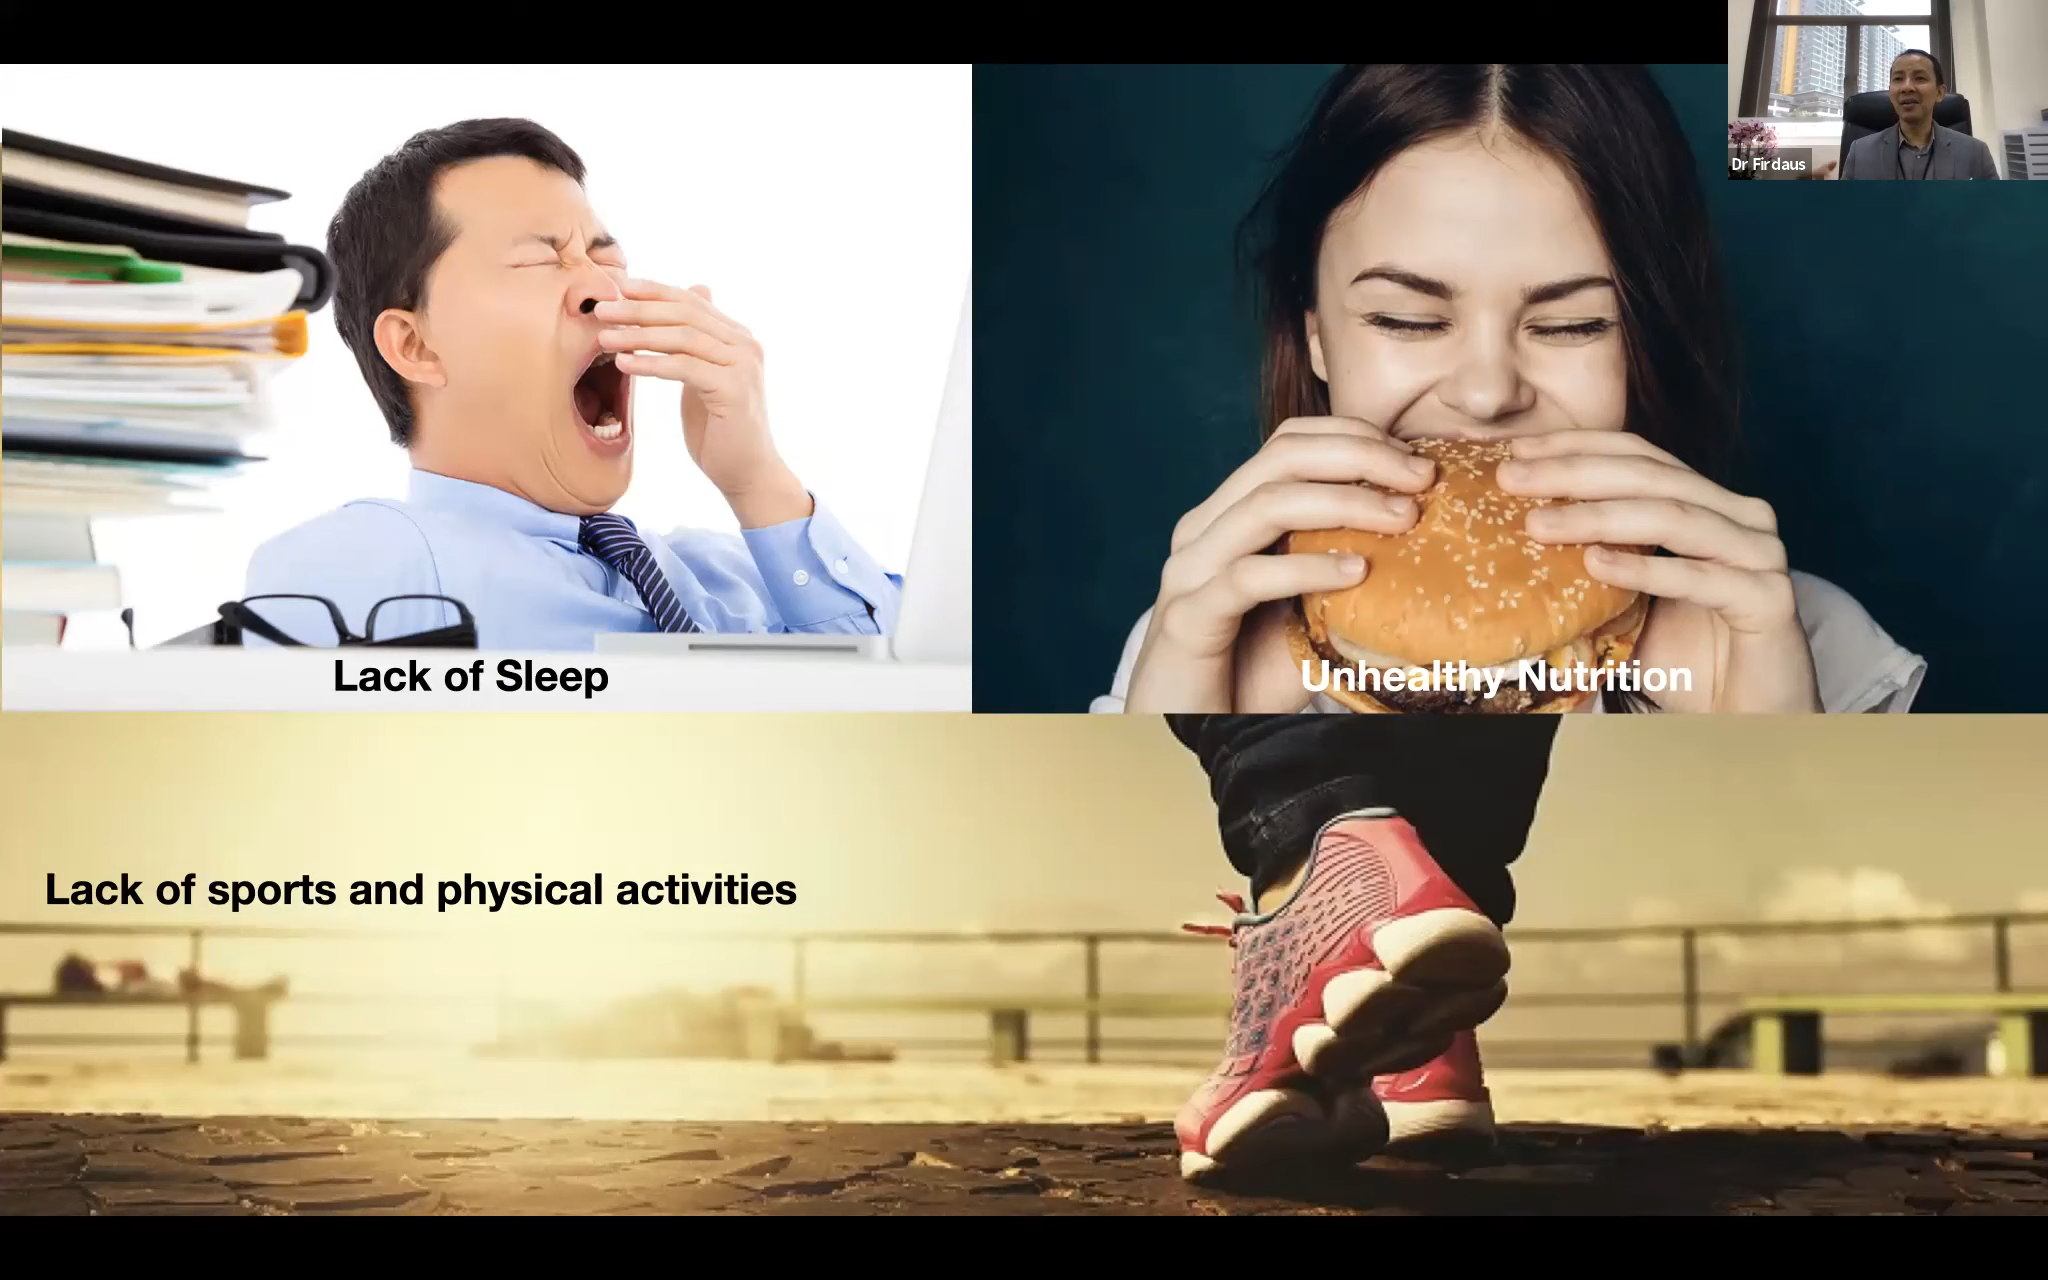 Dr Firdaus
Lack of Sleep
Unhealthy Nutrition
Lack of sports and physical activities